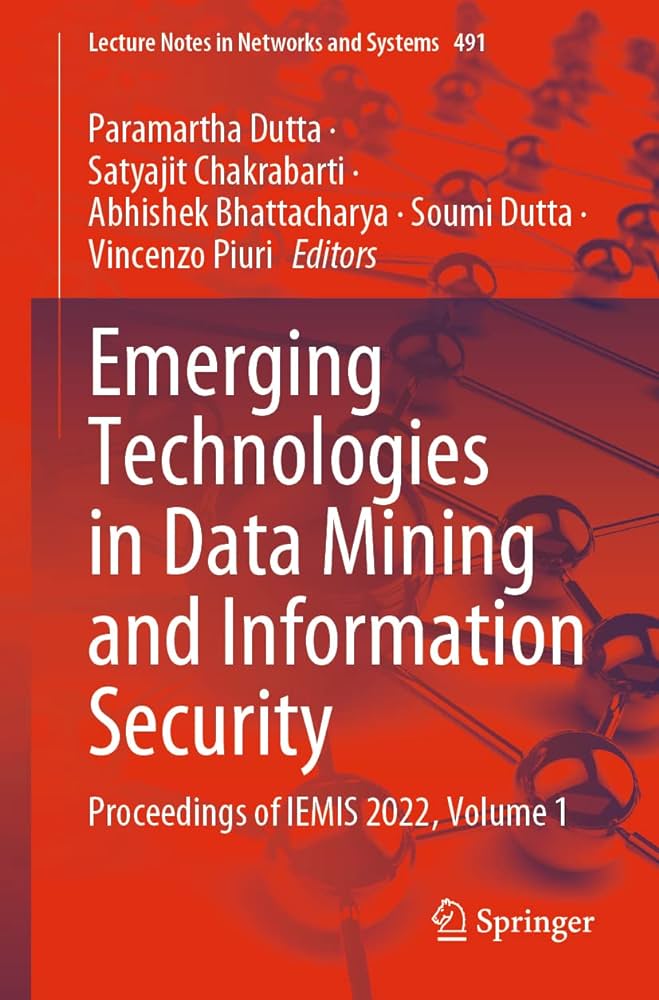 Lecture Notes in Networks and Systems 491
Paramartha Dutta ·
Satyajit Chakrabarti ·
Abhishek Bhattacharya · Soumi Dutta ·
Vincenzo Piuri Editors
Emerging
Technologies
in Data Mining
and Information
Security
Proceedings of IEMIS 2022, Volume 1
Springer